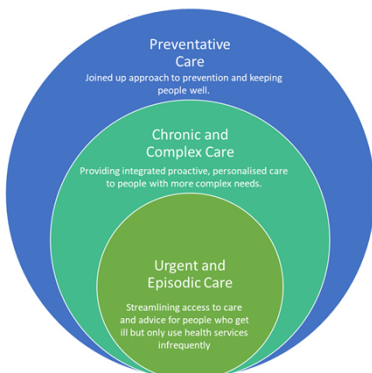 Preventative
Care
Joined up approach to prevention and keeping
people well.
Chronic and
Complex Care
Providing integrated proactive, personalised care
to people with more complex needs.
Urgent and
Episodic Care
Streamlining access to care
and advice for people who get
ill but only use health services
infrequently